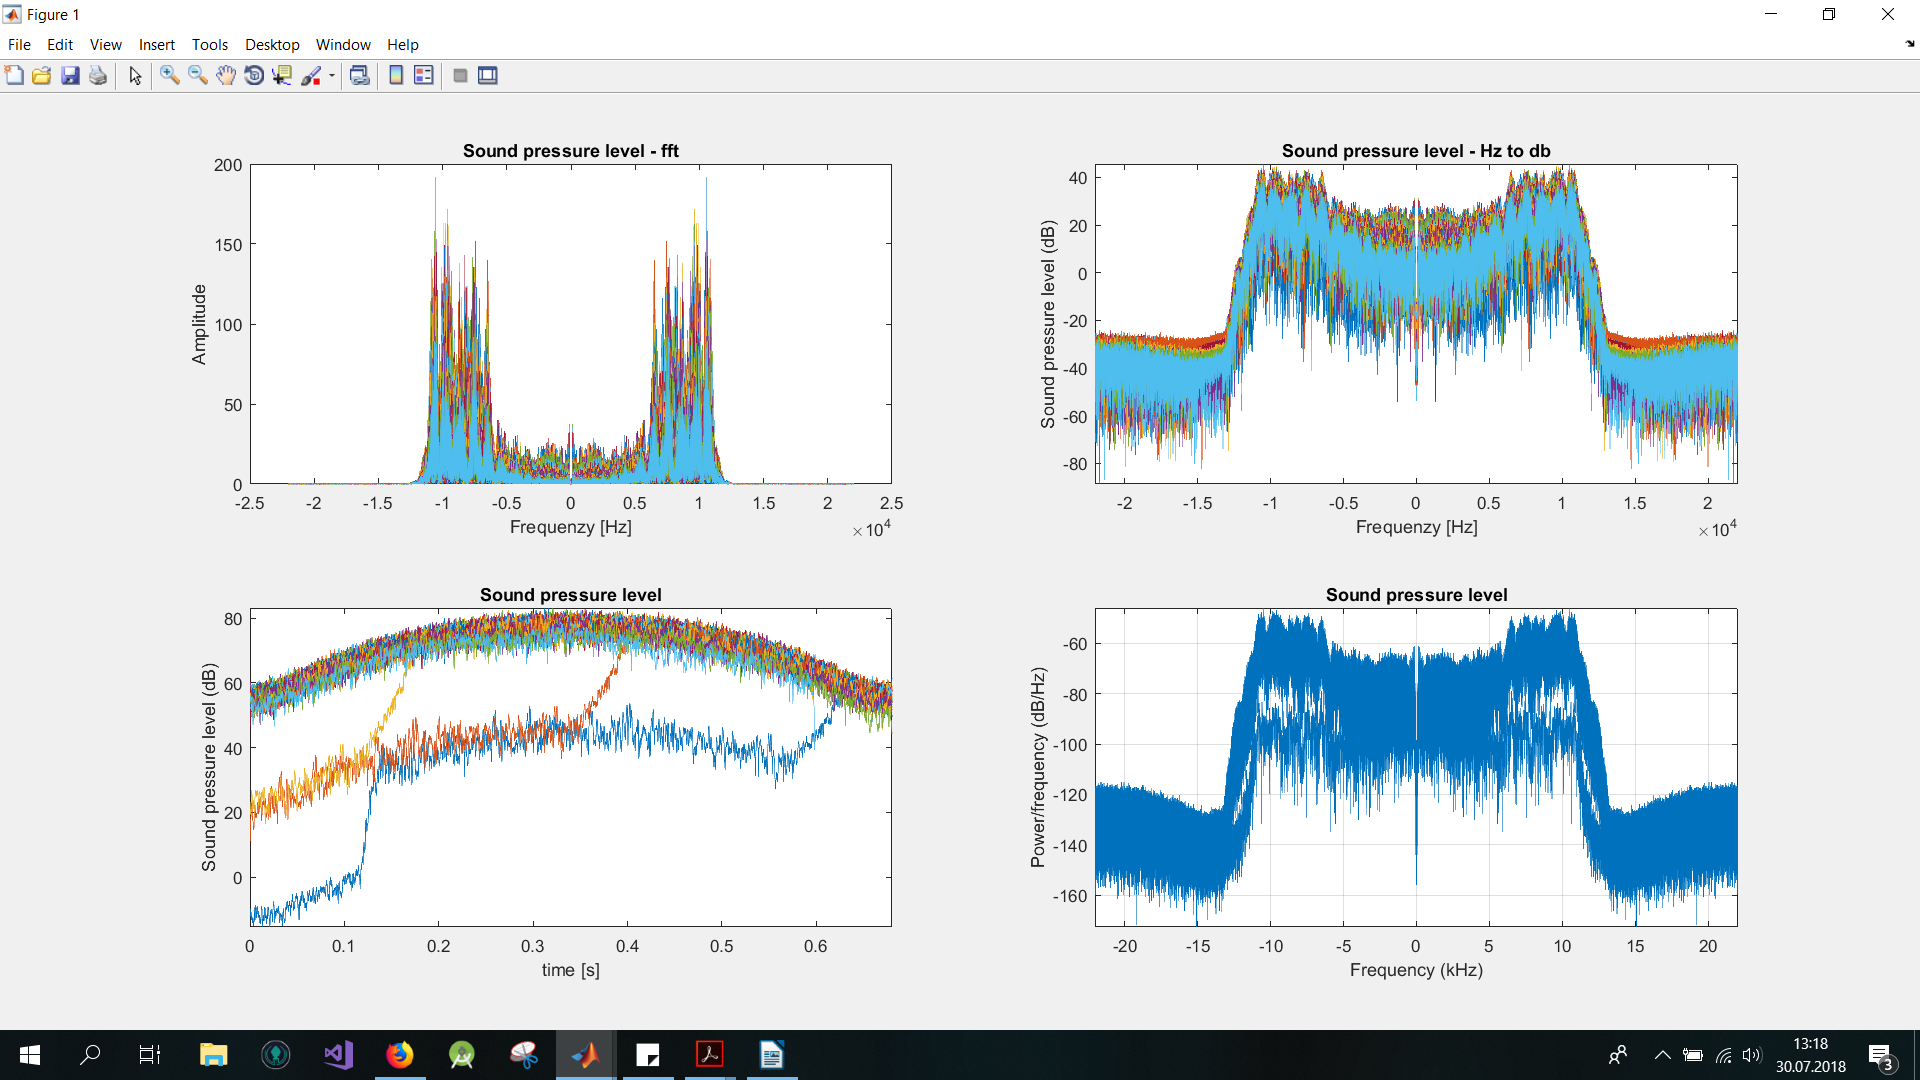 Figure 1
File Edit View Insert Tools Desktop Window Help
Sound pressure level - fft
200
150
100
50
0
Amplitude
-2.5 -2 -1.5 -1 -0.5 0 0.5 1 1.5 2 2.5
Frequenzy [Hz]
×10^4
Sound pressure level - Hz to db
40
20
0
-20
-40
-60
-80
Sound pressure level (dB)
-2 -1.5 -1 -0.5 0 0.5 1 1.5 2
Frequenzy [Hz]
×10^4
Sound pressure level
80
60
40
20
0
Sound pressure level (dB)
0 0.1 0.2 0.3 0.4 0.5 0.6
time [s]
Sound pressure level
-60
-80
-100
-120
-140
-160
Power/frequency (dB/Hz)
-20 -15 -10 -5 0 5 10 15 20
Frequency (kHz)
13:18
30.07.2018
3